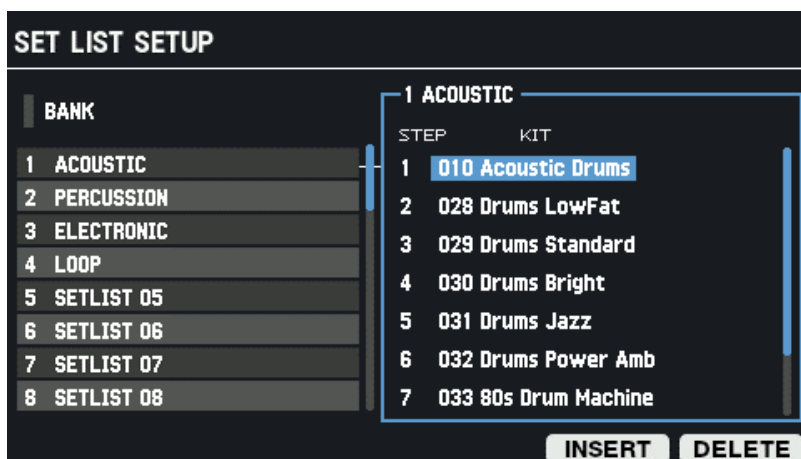 SET LIST SETUP
BANK
1 ACOUSTIC
2 PERCUSSION
3 ELECTRONIC
4 LOOP
5 SETLIST 05
6 SETLIST 06
7 SETLIST 07
8 SETLIST 08
1 ACOUSTIC
STEP KIT
1 010 Acoustic Drums
2 028 Drums LowFat
3 029 Drums Standard
4 030 Drums Bright
5 031 Drums Jazz
6 032 Drums Power Amb
7 033 80s Drum Machine
INSERT DELETE